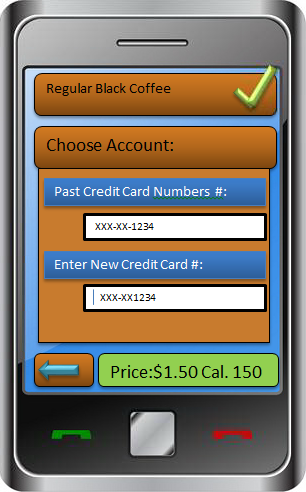 Regular Black Coffee
Choose Account:
Past Credit Card Numbers #:
XXX-XX-1234
Enter New Credit Card #:
XXX-XX1234
Price:$1.50 Cal. 150